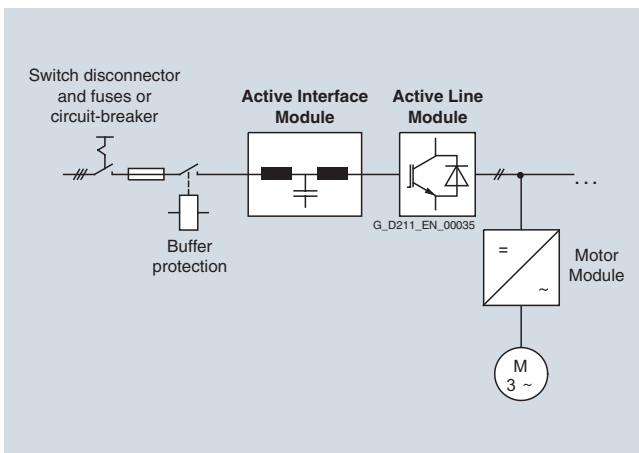 Switch disconnector
and fuses or
circuit-breaker
Active Interface
Module
Active Line
Module
G_D211_EN_00035
...
Buffer
protection
=
~
Motor
Module
M
3 ~